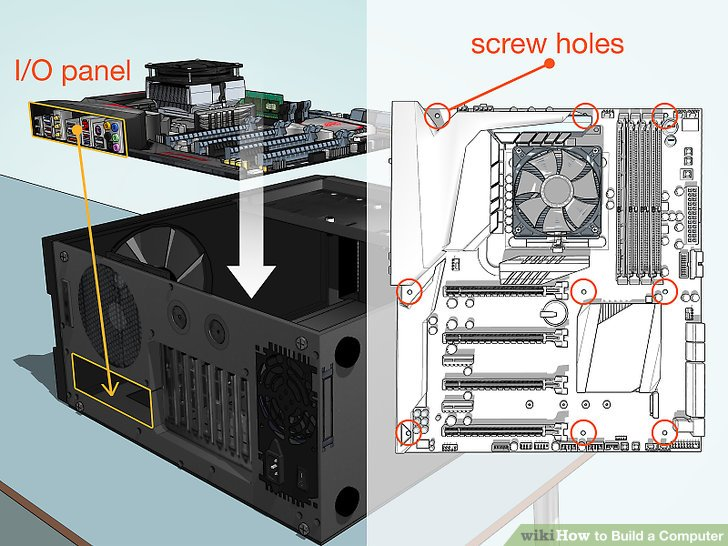 screw holes
I/O panel
wikiHow to Build a Computer